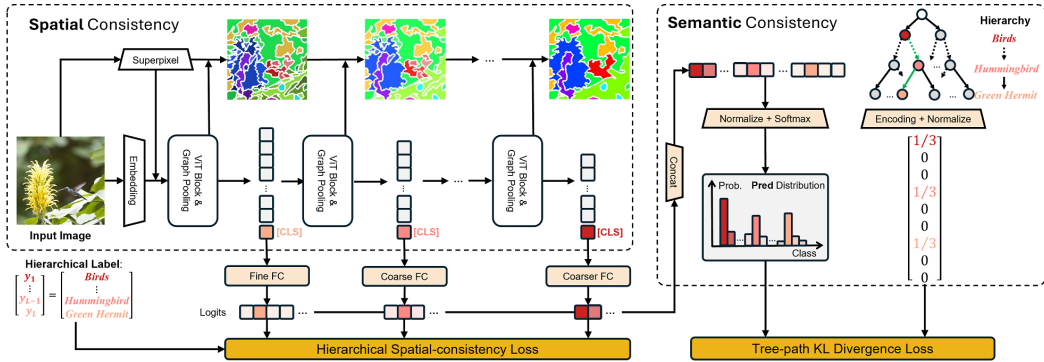 Spatial Consistency
Superpixel
Embedding
ViT Block &
Graph Pooling
ViT Block &
Graph Pooling
...
ViT Block &
Graph Pooling
Input Image
[CLS]
[CLS]
[CLS]
Hierarchical Label:
y1
⋮
yL−1
yL
=
Birds
⋮
Hummingbird
Green Hermit
Fine FC
Coarse FC
Coarser FC
Logits
...
...
...
Hierarchical Spatial-consistency Loss
Concat
Semantic Consistency
... ...
Normalize + Softmax
Prob. Pred Distribution
... ...
Class
Hierarchy
Birds
Hummingbird
Green Hermit
... ...
... ...
Encoding + Normalize
1/3
0
0
1/3
0
0
1/3
0
0
Tree-path KL Divergence Loss